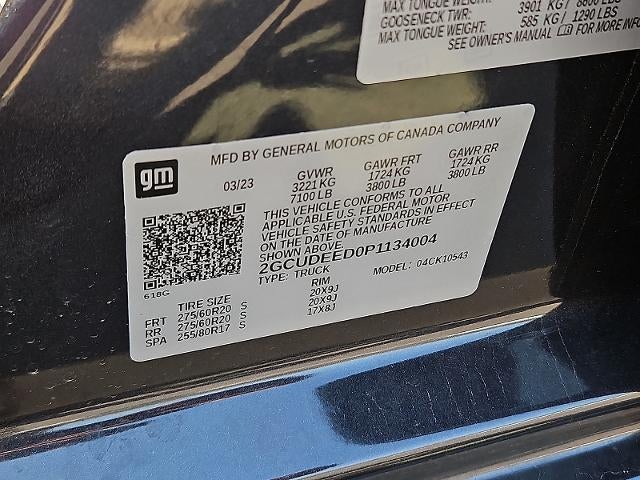 MAX TONGUE WEIGHT:
3901 KG / 8600 LBS
GOOSENECK TWR:
585 KG / 1290 LBS
MAX TONGUE WEIGHT:
SEE OWNER'S MANUAL FOR MORE INFO
gm
MFD BY GENERAL MOTORS OF CANADA COMPANY
03/23 GVWR GAWR FRT GAWR RR
3221 KG 1724 KG 1724 KG
7100 LB 3800 LB 3800 LB
THIS VEHICLE CONFORMS TO ALL
APPLICABLE U.S. FEDERAL MOTOR
VEHICLE SAFETY STANDARDS IN EFFECT
ON THE DATE OF MANUFACTURE
SHOWN ABOVE.
2GCUDEED0P1134004
TYPE: TRUCK MODEL: 04CK10543
618G
TIRE SIZE RIM
FRT 275/60R20 S 20X9J
RR 275/60R20 S 20X9J
SPA 255/80R17 S 17X8J